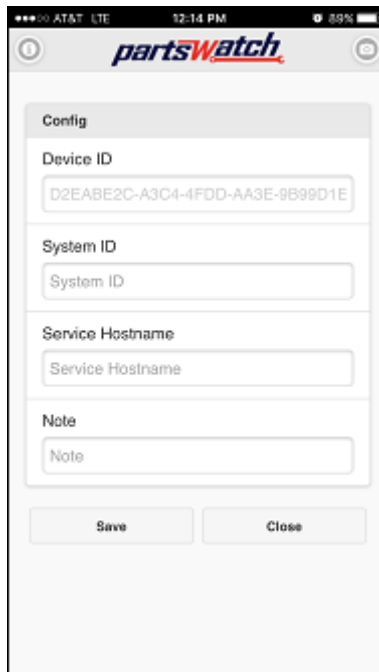 AT&T LTE 12:14 PM 89%
partswatch
Config
Device ID
D2EABE2C-A3C4-4FDD-AA3E-9B99D1E
System ID
System ID
Service Hostname
Service Hostname
Note
Note
Save Close